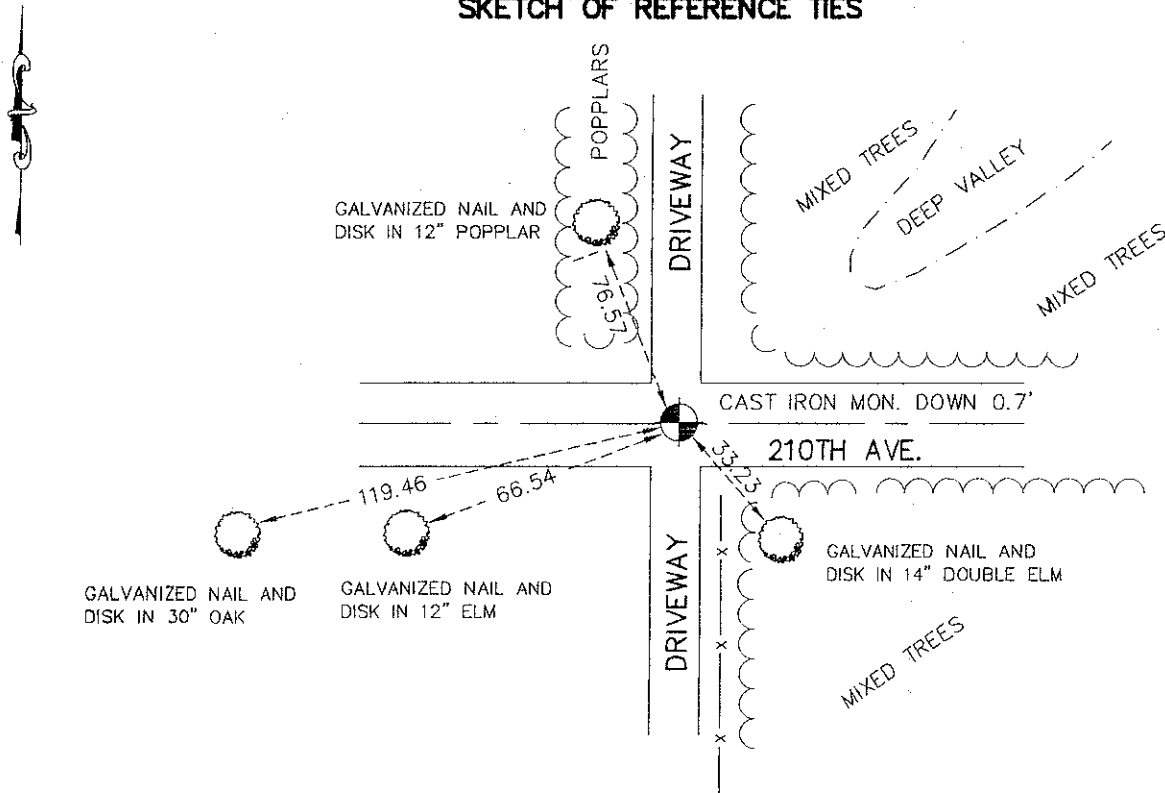 SKETCH OF REFERENCE TIES
POPPLARS
DRIVEWAY
MIXED TREES
DEEP VALLEY
MIXED TREES
GALVANIZED NAIL AND
DISK IN 12" POPPLAR
76.57
CAST IRON MON. DOWN 0.7'
210TH AVE.
119.46
66.54
33.23
GALVANIZED NAIL AND
DISK IN 30" OAK
GALVANIZED NAIL AND
DISK IN 12" ELM
DRIVEWAY
X
X
X
GALVANIZED NAIL AND
DISK IN 14" DOUBLE ELM
MIXED TREES